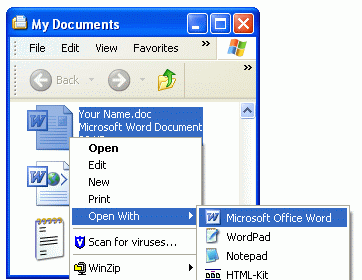 My Documents
File Edit View Favorites »
Back »
Your Name.doc
Microsoft Word Document
Open
Edit
New
Print
Open With
Microsoft Office Word
WordPad
Scan for viruses...
Notepad
WinZip
HTML-Kit